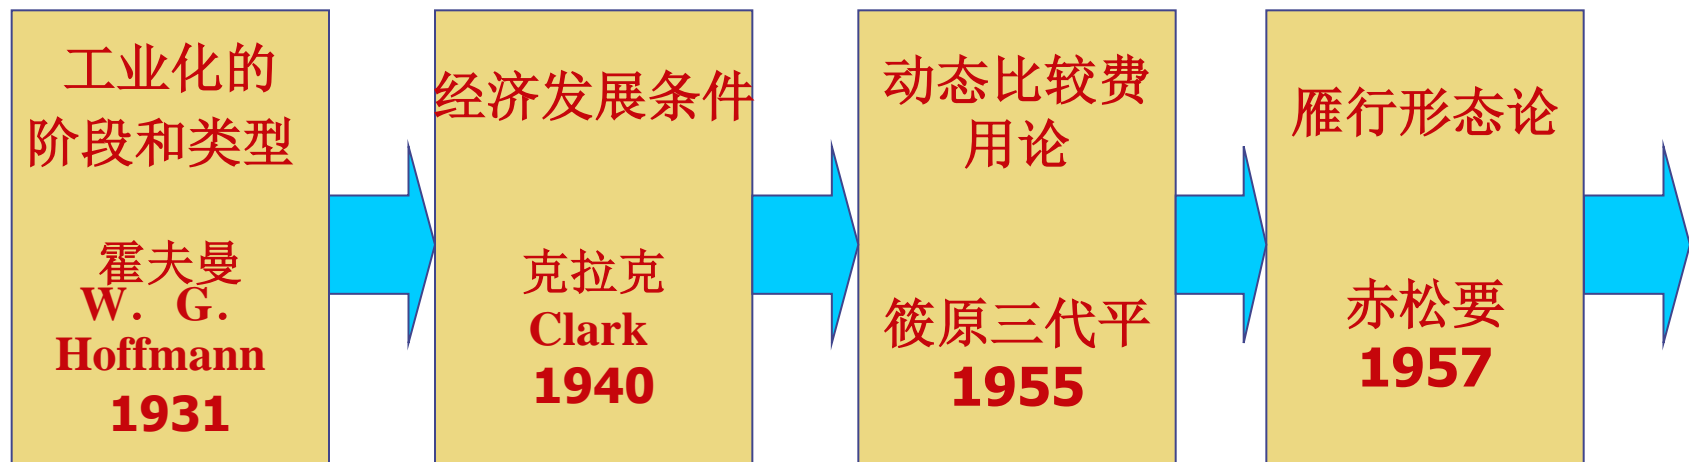 工业化的
阶段和类型
霍夫曼
W. G.
Hoffmann
1931
经济发展条件
克拉克
Clark
1940
动态比较费
用论
筱原三代平
1955
雁行形态论
赤松要
1957